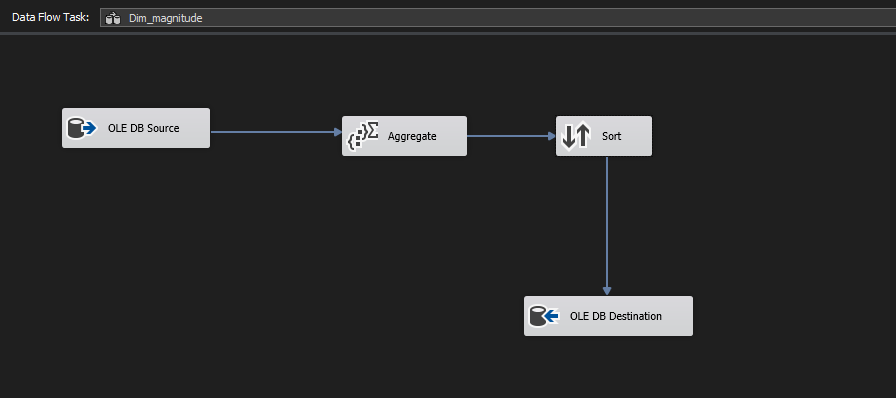 Data Flow Task: Dim_magnitude
OLE DB Source
Aggregate
Sort
OLE DB Destination